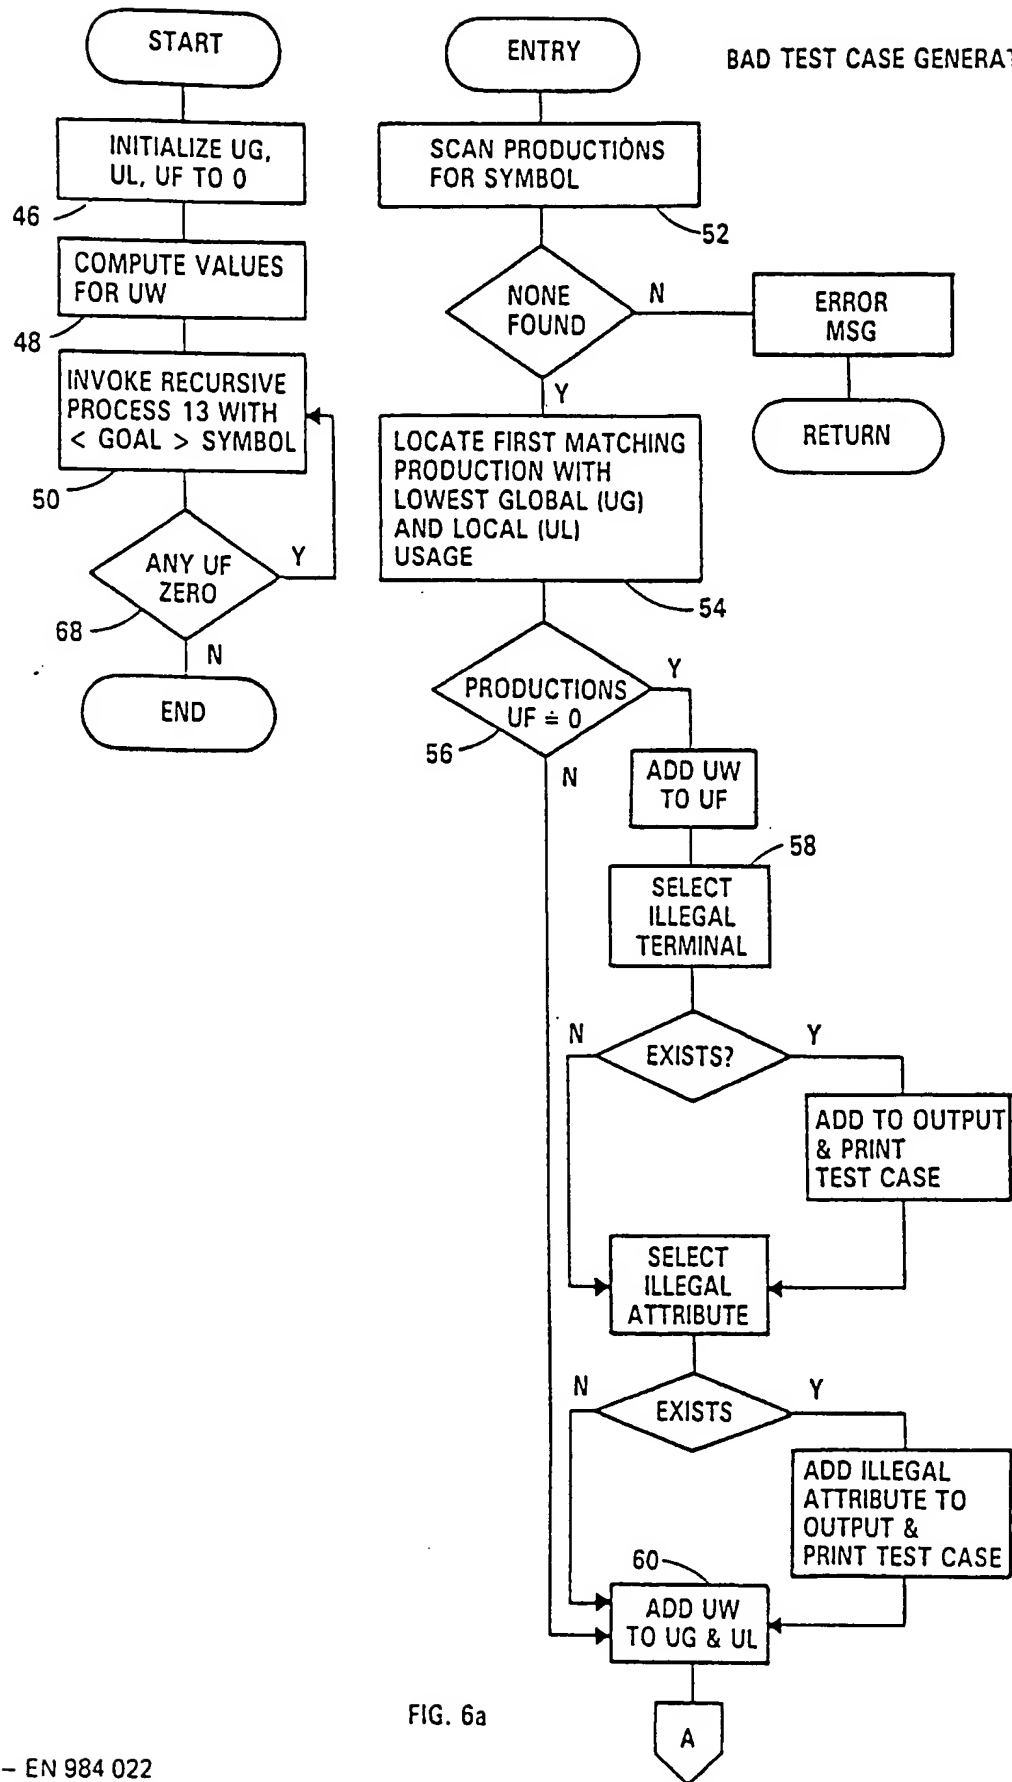 START
INITIALIZE UG,
UL, UF TO 0
46
COMPUTE VALUES
FOR UW
48
INVOKE RECURSIVE
PROCESS 13 WITH
< GOAL > SYMBOL
50
ANY UF
ZERO
Y
68
N
END
BAD TEST CASE GENERAT
ENTRY
SCAN PRODUCTIONS
FOR SYMBOL
52
NONE
FOUND
N
ERROR
MSG
RETURN
Y
LOCATE FIRST MATCHING
PRODUCTION WITH
LOWEST GLOBAL (UG)
AND LOCAL (UL)
USAGE
54
PRODUCTIONS
UF = 0
Y
56
N
ADD UW
TO UF
58
SELECT
ILLEGAL
TERMINAL
N
EXISTS?
Y
ADD TO OUTPUT
& PRINT
TEST CASE
SELECT
ILLEGAL
ATTRIBUTE
N
EXISTS
Y
ADD ILLEGAL
ATTRIBUTE TO
OUTPUT &
PRINT TEST CASE
60
ADD UW
TO UG & UL
A
FIG. 6a
– EN 984 022